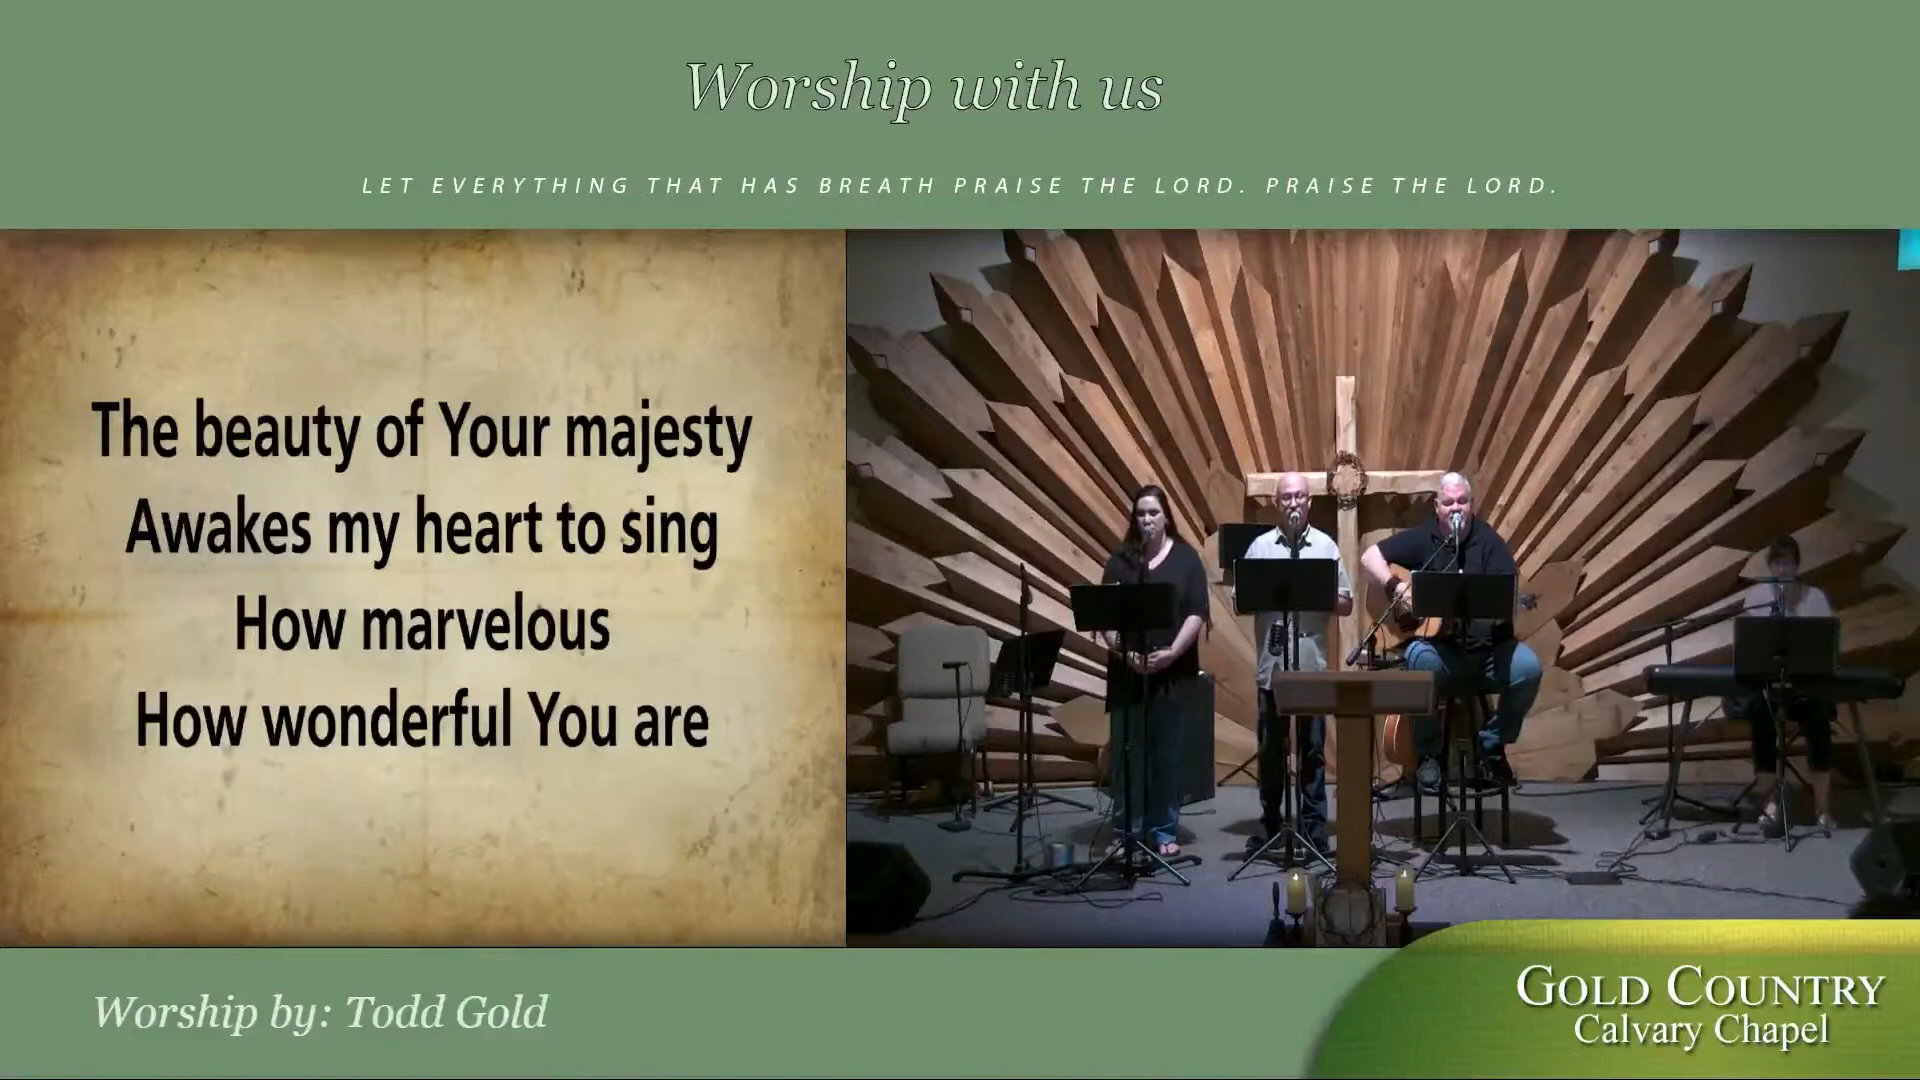 Worship with us
LET EVERYTHING THAT HAS BREATH PRAISE THE LORD. PRAISE THE LORD.
The beauty of Your majesty
Awakes my heart to sing
How marvelous
How wonderful You are
Worship by: Todd Gold
GOLD COUNTRY
Calvary Chapel